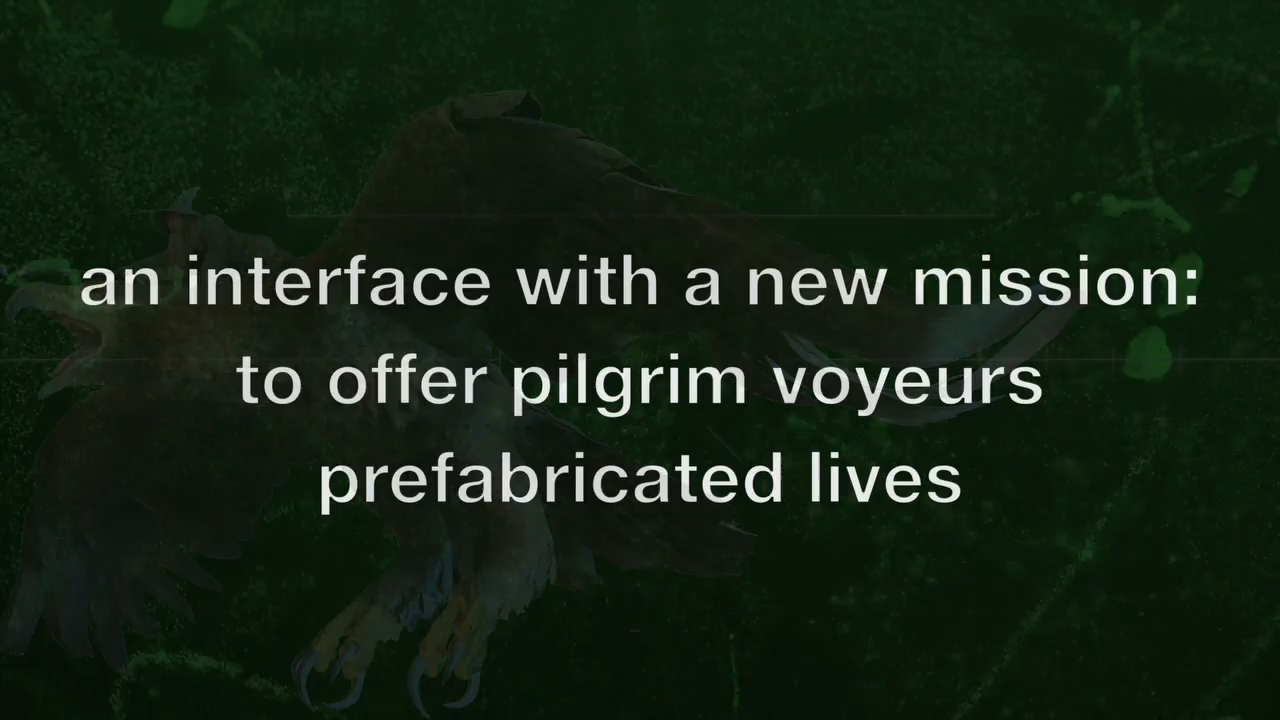 an interface with a new mission:
to offer pilgrim voyeurs
prefabricated lives